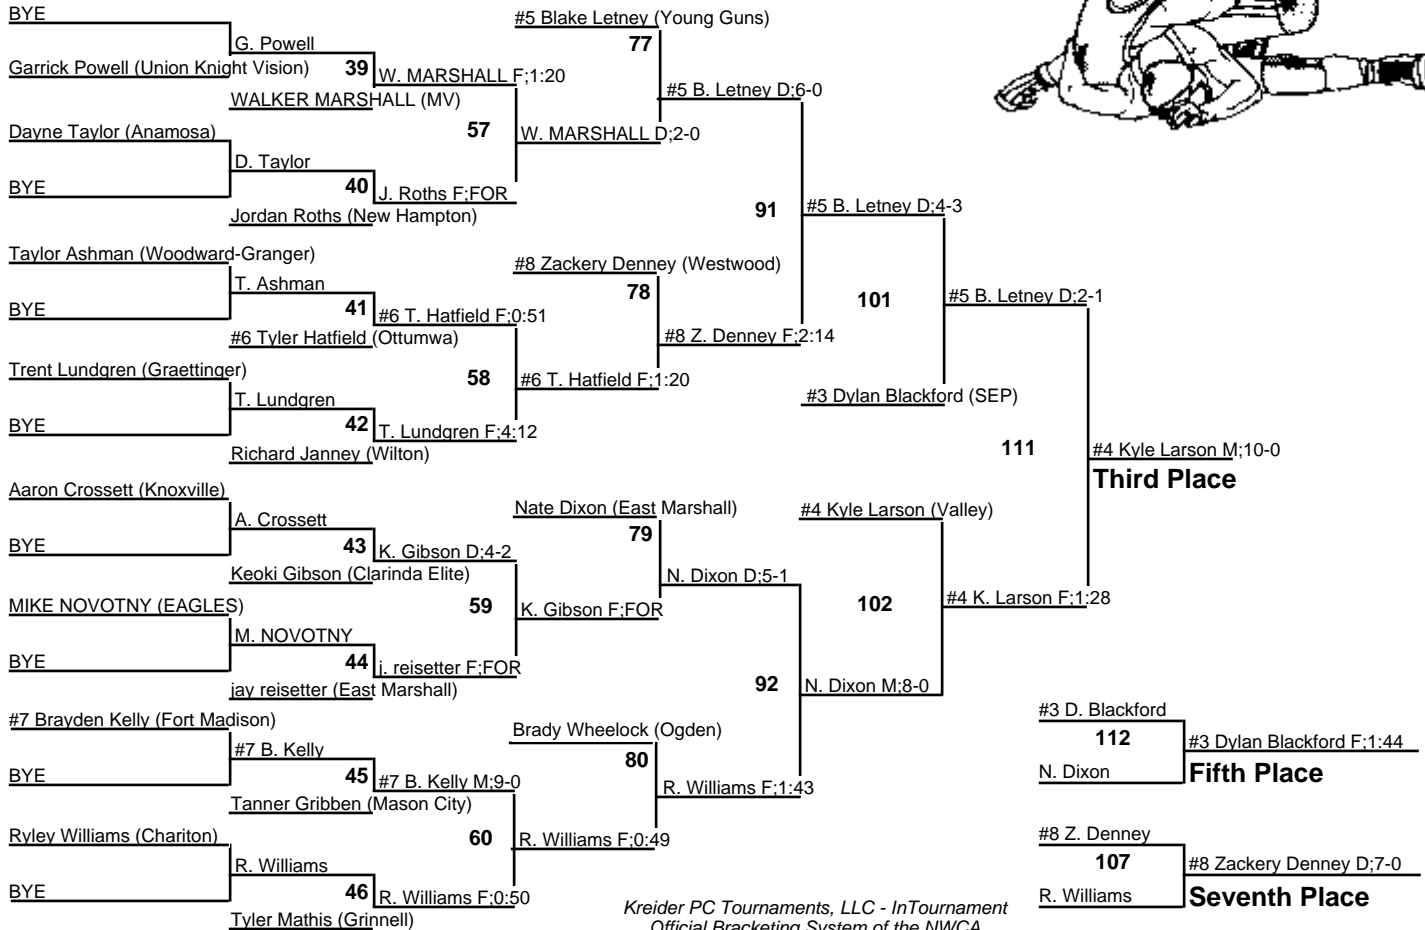 BYE
G. Powell
Garrick Powell (Union Knight Vision)
39
W. MARSHALL F;1:20
WALKER MARSHALL (MV)
57
Dayne Taylor (Anamosa)
D. Taylor
BYE
40
J. Roths F;FOR
Jordan Roths (New Hampton)
#5 Blake Letney (Young Guns)
77
#5 B. Letney D;6-0
W. MARSHALL D;2-0
91
#5 B. Letney D;4-3
Taylor Ashman (Woodward-Granger)
T. Ashman
BYE
41
#6 T. Hatfield F;0:51
#6 Tyler Hatfield (Ottumwa)
58
Trent Lundgren (Graettinger)
T. Lundgren
BYE
42
T. Lundgren F;4:12
Richard Janney (Wilton)
#8 Zackery Denney (Westwood)
78
#8 Z. Denney F;2:14
#6 T. Hatfield F;1:20
101
#5 B. Letney D;2-1
#3 Dylan Blackford (SEP)
111
#4 Kyle Larson M;10-0
Third Place
Aaron Crossett (Knoxville)
A. Crossett
BYE
43
K. Gibson D;4-2
Keoki Gibson (Clarinda Elite)
59
MIKE NOVOTNY (EAGLES)
M. NOVOTNY
BYE
44
j. reisetter F;FOR
jay reisetter (East Marshall)
Nate Dixon (East Marshall)
79
N. Dixon D;5-1
K. Gibson F;FOR
#4 Kyle Larson (Valley)
102
#4 K. Larson F;1:28
92
N. Dixon M;8-0
#7 Brayden Kelly (Fort Madison)
#7 B. Kelly
BYE
45
#7 B. Kelly M;9-0
Tanner Gribben (Mason City)
60
Ryley Williams (Chariton)
R. Williams
BYE
46
R. Williams F;0:50
Tyler Mathis (Grinnell)
Brady Wheelock (Ogden)
80
R. Williams F;1:43
R. Williams F;0:49
#3 D. Blackford
112
#3 Dylan Blackford F;1:44
N. Dixon
Fifth Place
#8 Z. Denney
107
#8 Zackery Denney D;7-0
R. Williams
Seventh Place
Kreider PC Tournaments, LLC - InTournament
Official Bracketing System of the NWCA